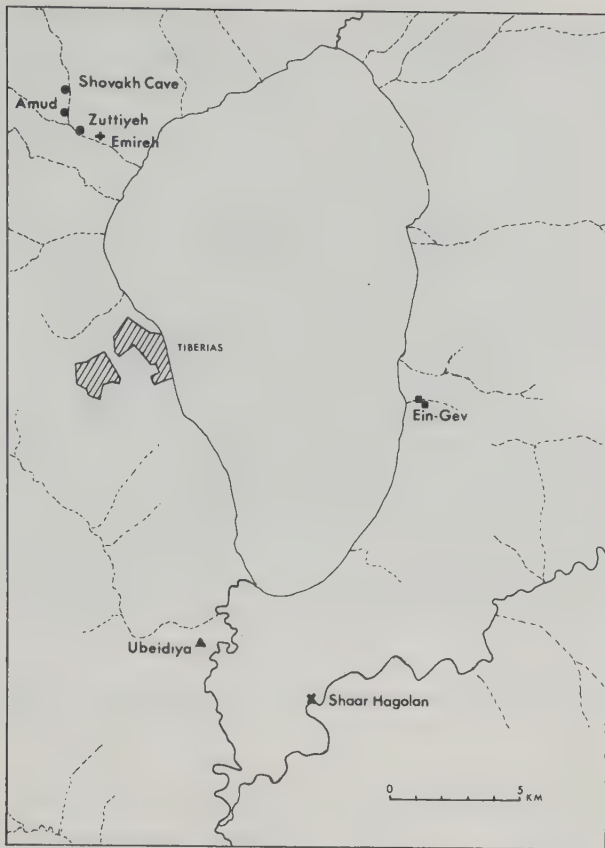 Shovakh Cave
Amud
Zuttiyeh
Emireh
TIBERIAS
Ein-Gev
Ubeidiya
Shaar Hagolan
0 5
KM